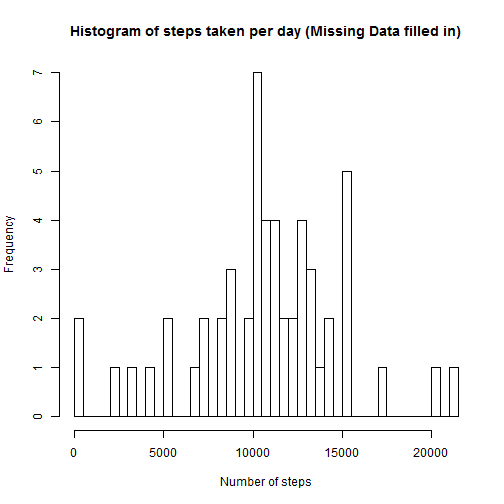 Histogram of steps taken per day (Missing Data filled in)
7
6
5
4
3
2
1
0
Frequency
0 5000 10000 15000 20000
Number of steps